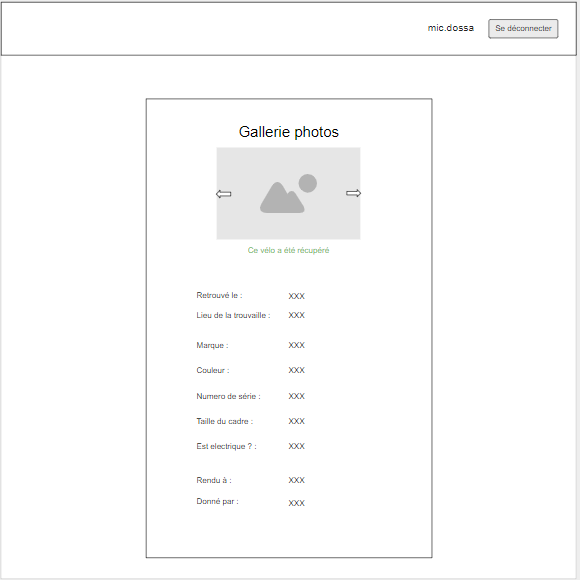 mic.dossa Se déconnecter
Gallerie photos
Ce vélo a été récupéré
Retrouvé le : XXX
Lieu de la trouvaille : XXX
Marque : XXX
Couleur : XXX
Numero de série : XXX
Taille du cadre : XXX
Est electrique ? : XXX
Rendu à : XXX
Donné par : XXX